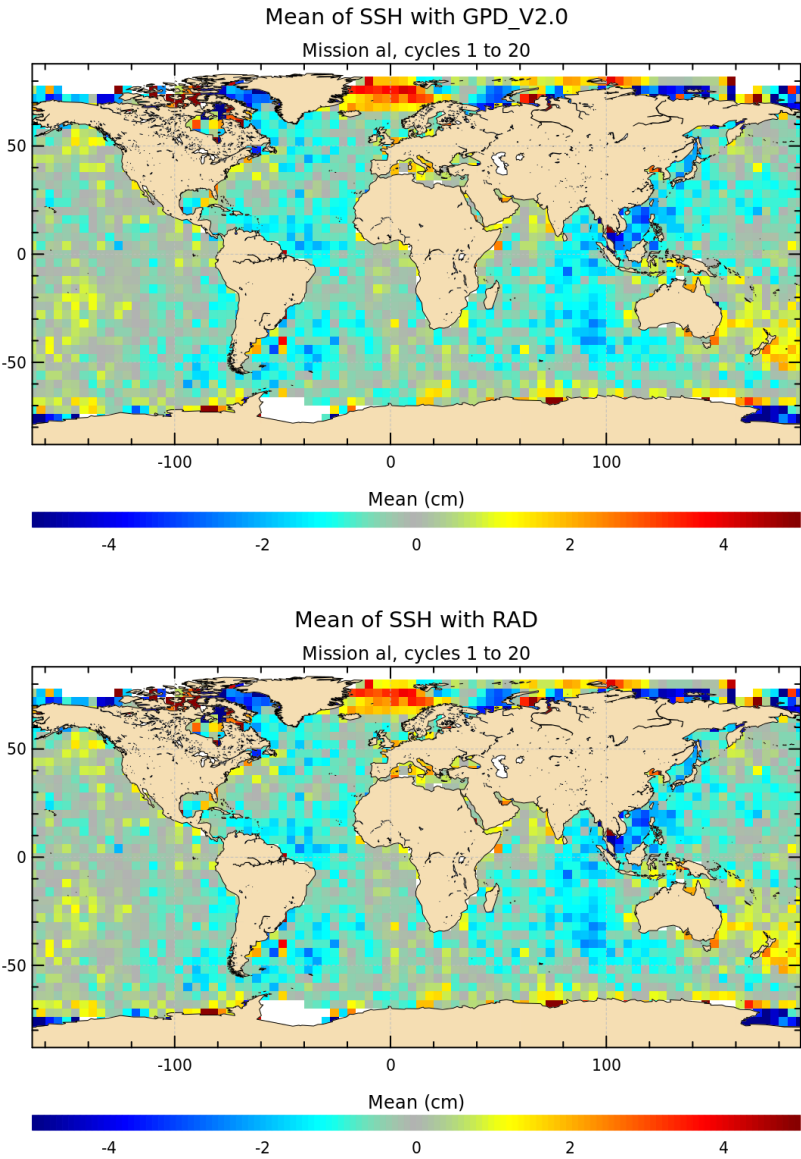 Mean of SSH with GPD_V2.0
Mission al, cycles 1 to 20
50
0
-50
-100 0 100
Mean (cm)
-4 -2 0 2 4
Mean of SSH with RAD
Mission al, cycles 1 to 20
50
0
-50
-100 0 100
Mean (cm)
-4 -2 0 2 4